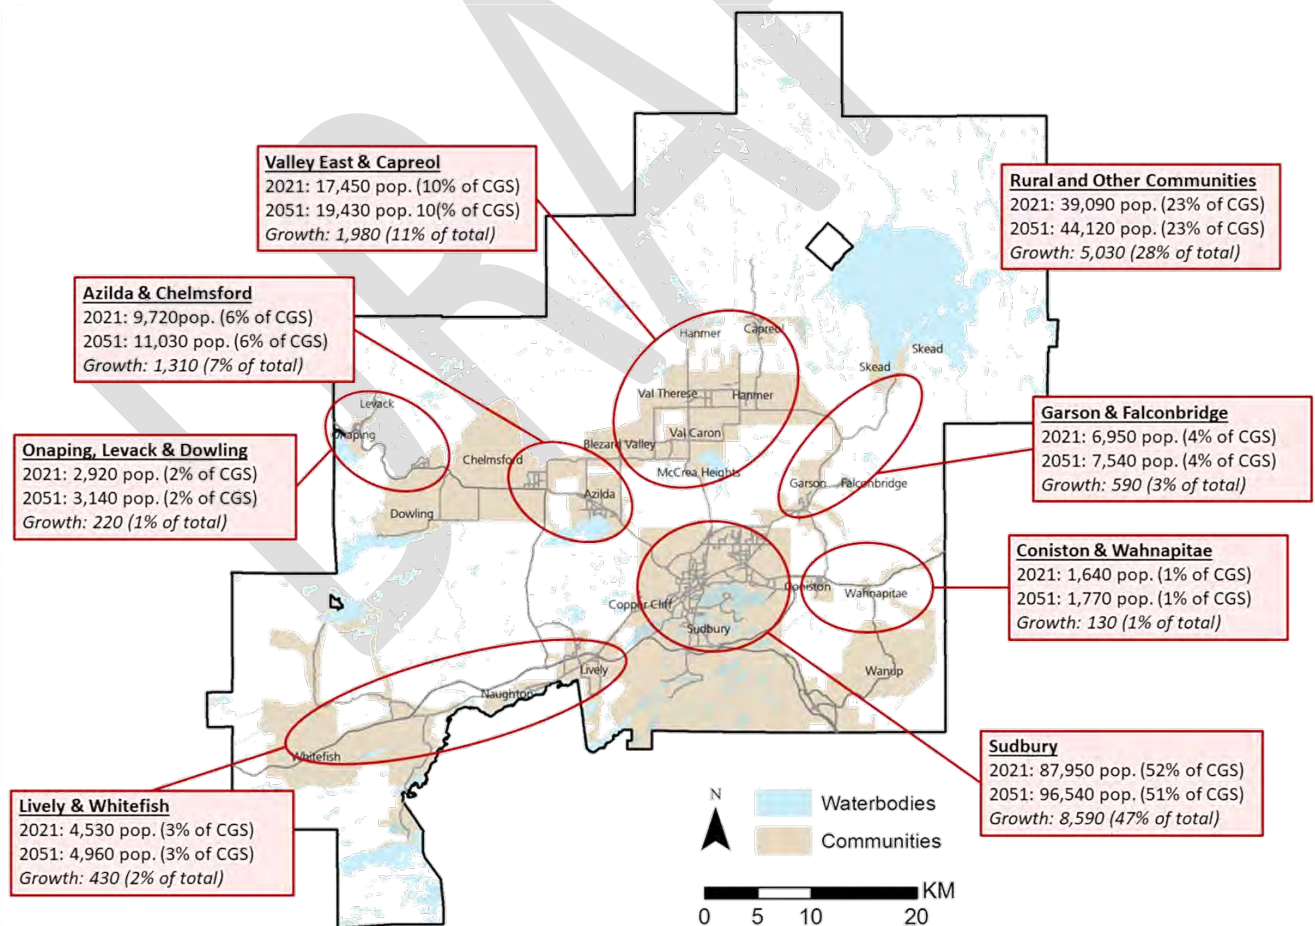 DRAFT
Valley East & Capreol
2021: 17,450 pop. (10% of CGS)
2051: 19,430 pop. 10(% of CGS)
Growth: 1,980 (11% of total)
Rural and Other Communities
2021: 39,090 pop. (23% of CGS)
2051: 44,120 pop. (23% of CGS)
Growth: 5,030 (28% of total)
Azilda & Chelmsford
2021: 9,720pop. (6% of CGS)
2051: 11,030 pop. (6% of CGS)
Growth: 1,310 (7% of total)
Onaping, Levack & Dowling
2021: 2,920 pop. (2% of CGS)
2051: 3,140 pop. (2% of CGS)
Growth: 220 (1% of total)
Garson & Falconbridge
2021: 6,950 pop. (4% of CGS)
2051: 7,540 pop. (4% of CGS)
Growth: 590 (3% of total)
Coniston & Wahnapitae
2021: 1,640 pop. (1% of CGS)
2051: 1,770 pop. (1% of CGS)
Growth: 130 (1% of total)
Sudbury
2021: 87,950 pop. (52% of CGS)
2051: 96,540 pop. (51% of CGS)
Growth: 8,590 (47% of total)
Lively & Whitefish
2021: 4,530 pop. (3% of CGS)
2051: 4,960 pop. (3% of CGS)
Growth: 430 (2% of total)
Hanmer
Capreol
Skead
Skead
Levack
Val Therese
Hanmer
Onaping
Val Caron
Blezard Valley
Chelmsford
McCrea Heights
Garson
Falconbridge
Azilda
Dowling
Coniston
Wahnapitae
Copper Cliff
Sudbury
Wanup
Lively
Naughton
Whitefish
N
Waterbodies
Communities
KM
0 5 10 20